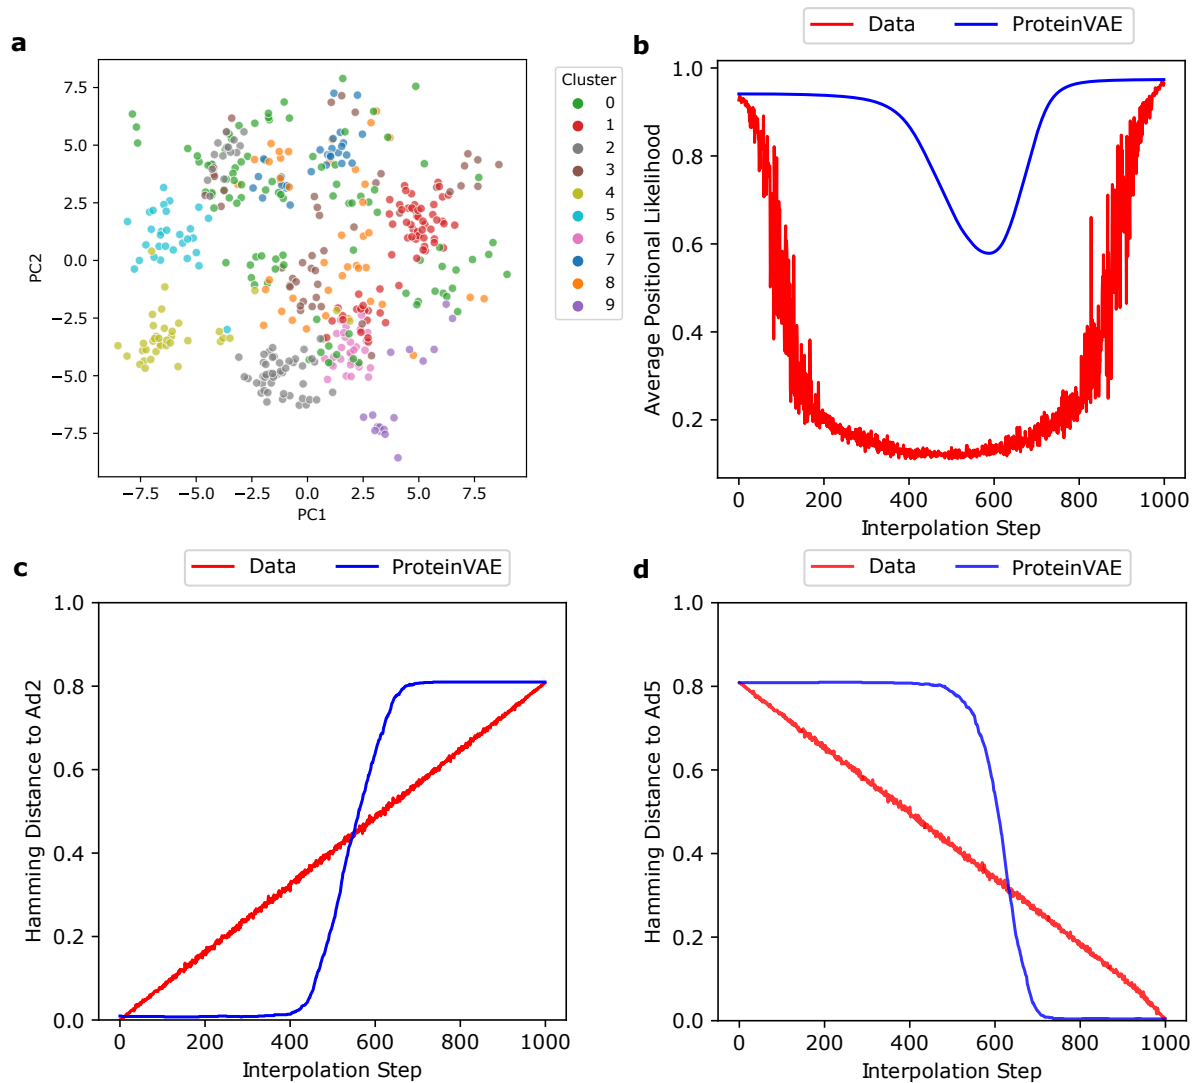 a
7.5
5.0
2.5
0.0
−2.5
−5.0
−7.5
PC2
−7.5 −5.0 −2.5 0.0 2.5 5.0 7.5
PC1
Cluster
0
1
2
3
4
5
6
7
8
9
b
Data ProteinVAE
1.0
0.8
0.6
0.4
0.2
Average Positional Likelihood
0 200 400 600 800 1000
Interpolation Step
c
Data ProteinVAE
1.0
0.8
0.6
0.4
0.2
0.0
Hamming Distance to Ad2
0 200 400 600 800 1000
Interpolation Step
d
Data ProteinVAE
1.0
0.8
0.6
0.4
0.2
0.0
Hamming Distance to Ad5
0 200 400 600 800 1000
Interpolation Step